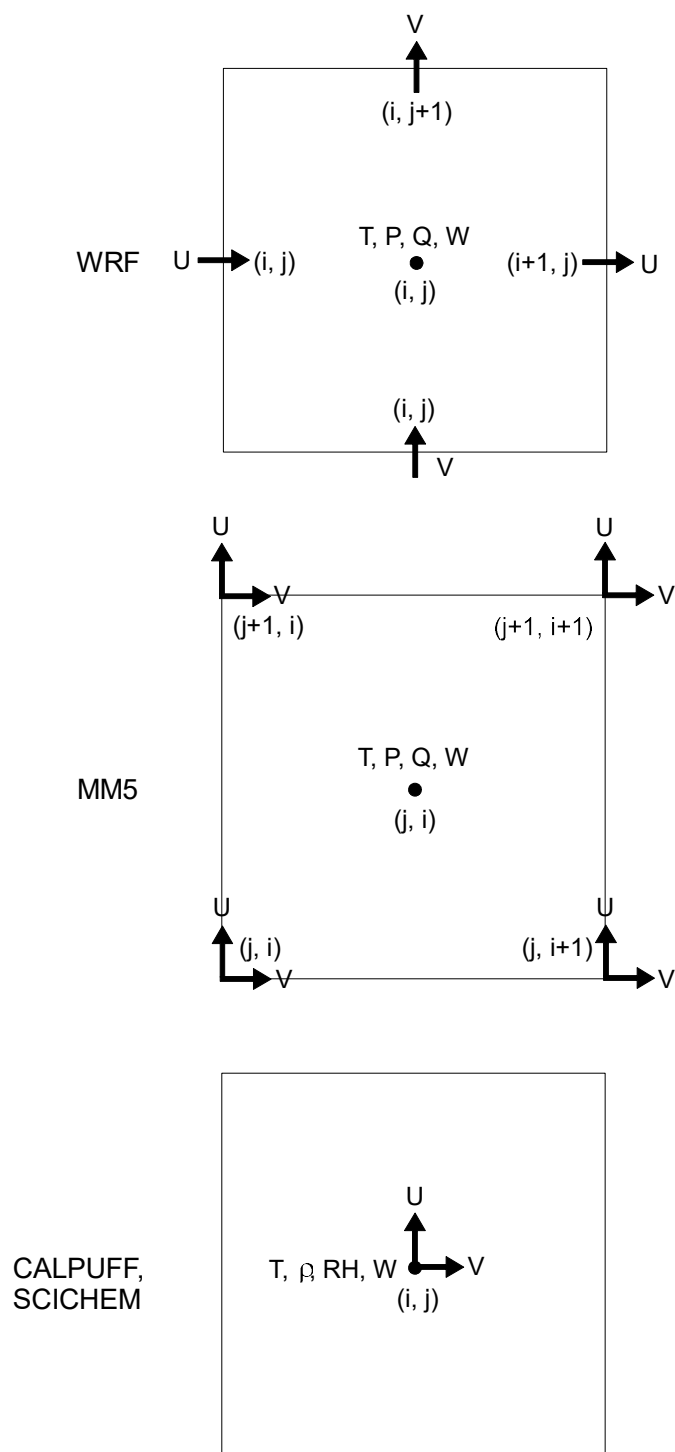 V
(i, j+1)
T, P, Q, W
WRF U (i, j) (i+1, j) U
(i, j)
(i, j)
V
U U
V V
(j+1, i) (j+1, i+1)
T, P, Q, W
MM5
(j, i)
U U
(j, i) (j, i+1)
V V
U
CALPUFF, T, ρ, RH, W V
SCICHEM (i, j)